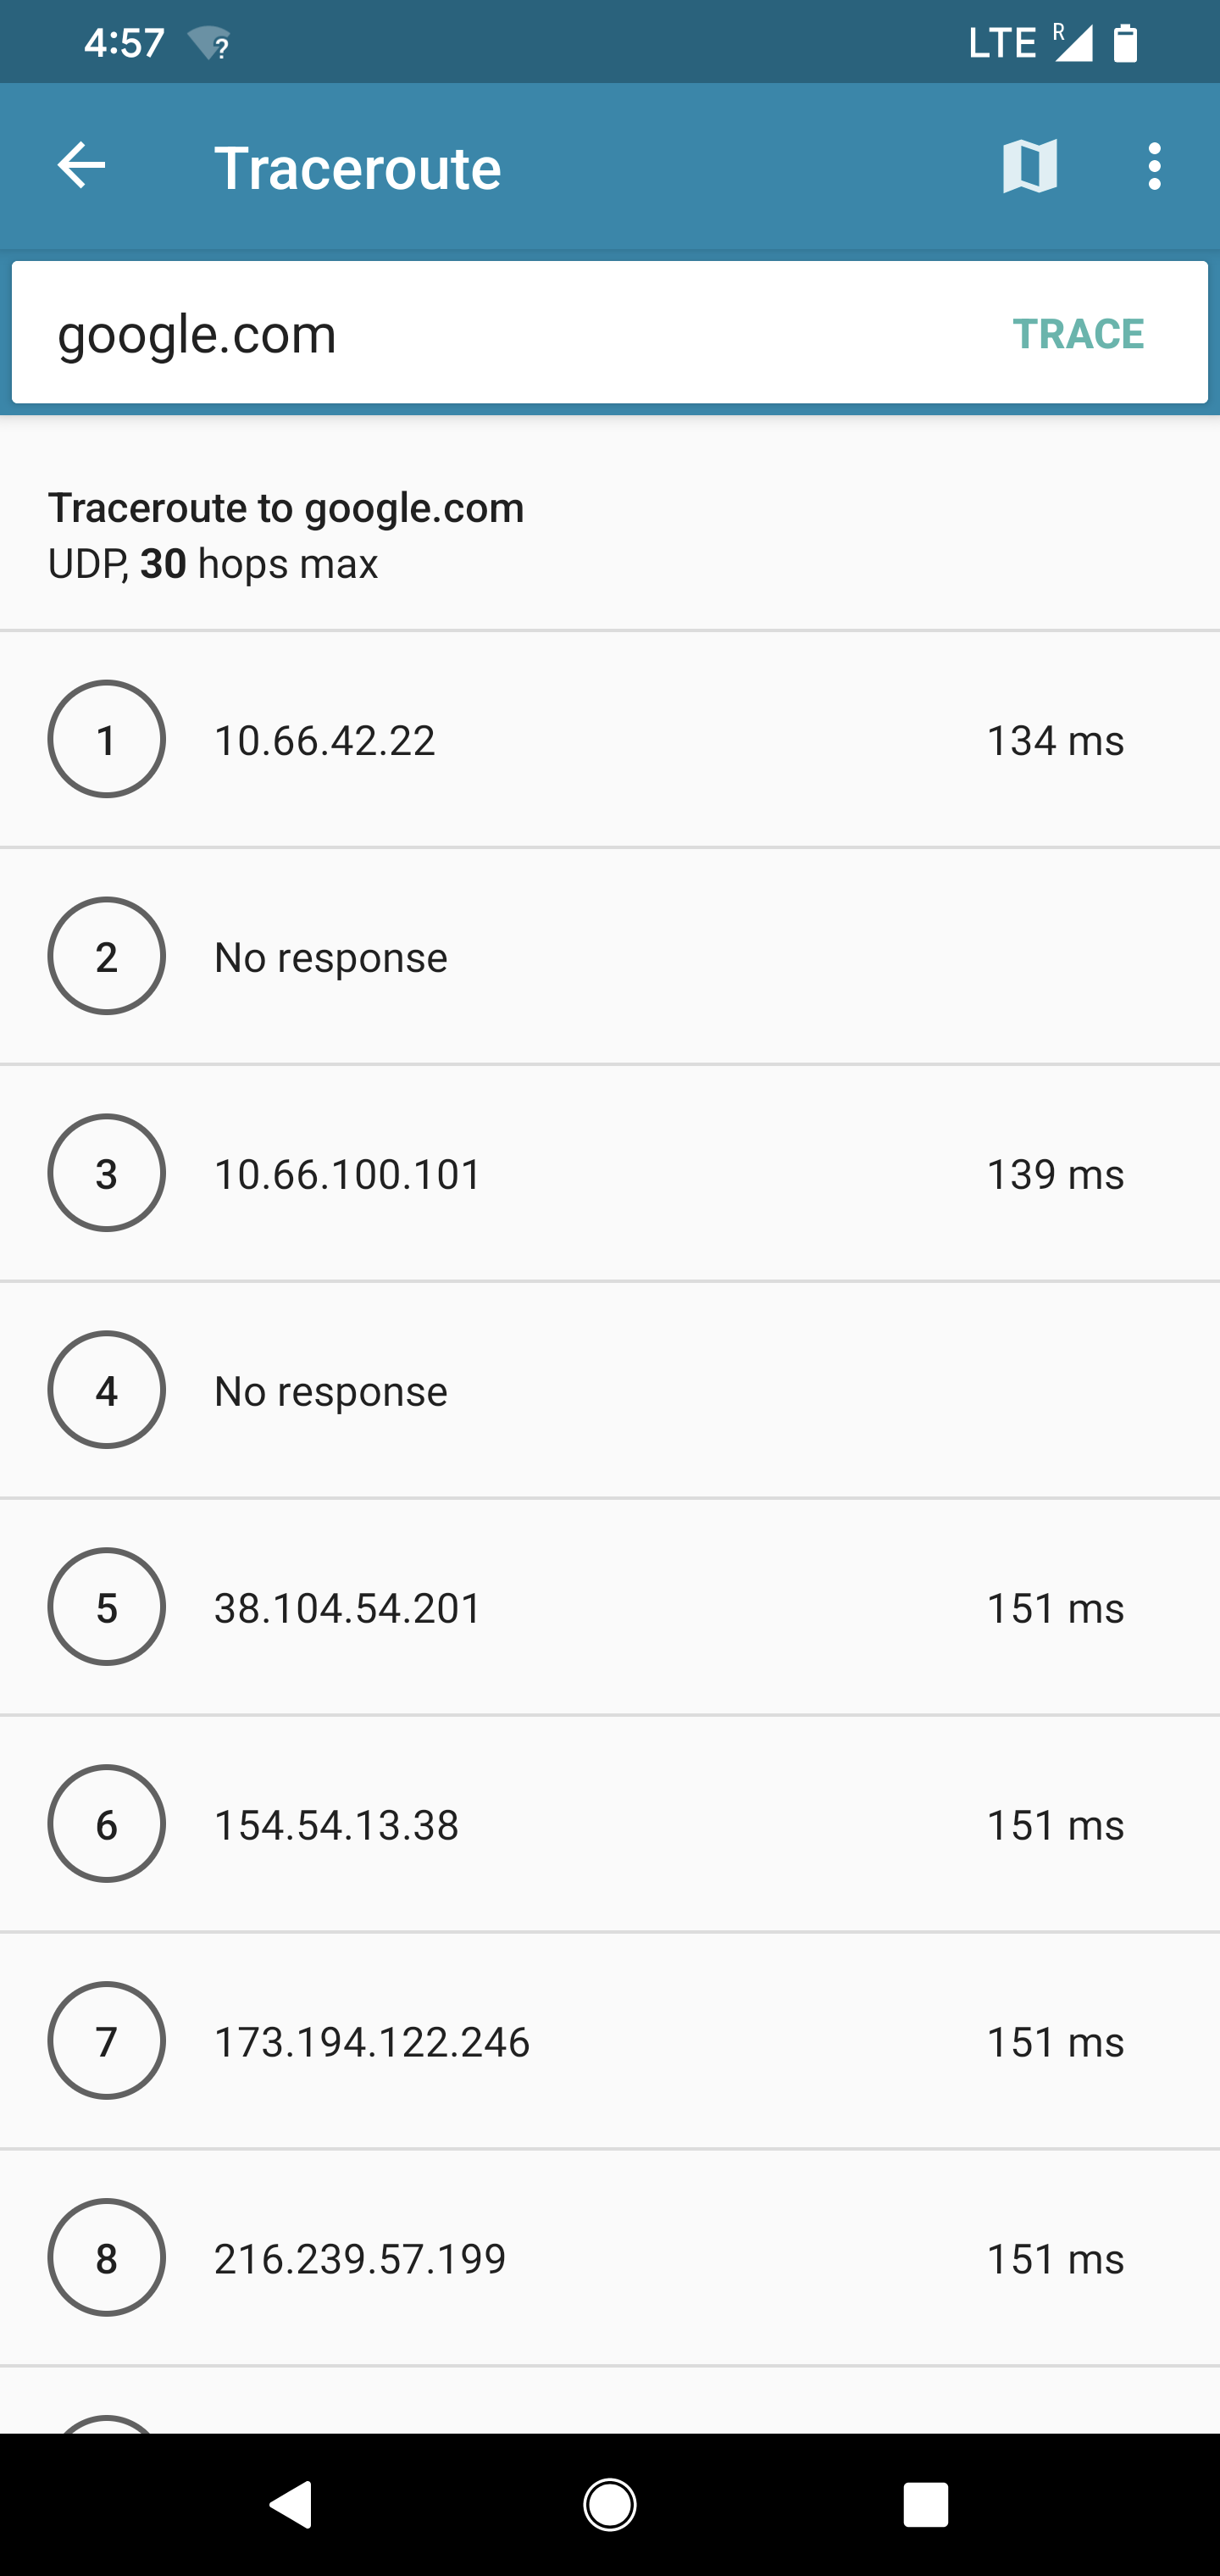 4:57 ? LTE R
Traceroute
google.com TRACE
Traceroute to google.com
UDP, 30 hops max
1 10.66.42.22 134 ms
2 No response
3 10.66.100.101 139 ms
4 No response
5 38.104.54.201 151 ms
6 154.54.13.38 151 ms
7 173.194.122.246 151 ms
8 216.239.57.199 151 ms